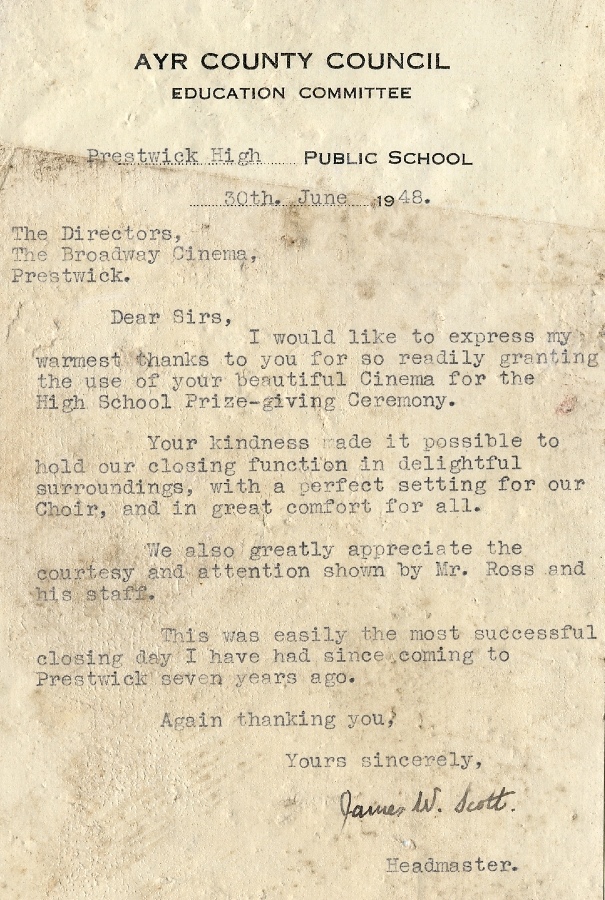 AYR COUNTY COUNCIL
EDUCATION COMMITTEE
Prestwick High PUBLIC SCHOOL
30th. June 1948.
The Directors,
The Broadway Cinema,
Prestwick.
Dear Sirs,
I would like to express my
warmest thanks to you for so readily granting
the use of your beautiful Cinema for the
High School Prize-giving Ceremony.
Your kindness made it possible to
hold our closing function in delightful
surroundings, with a perfect setting for our
Choir, and in great comfort for all.
We also greatly appreciate the
courtesy and attention shown by Mr. Ross and
his staff.
This was easily the most successful
closing day I have had since coming to
Prestwick seven years ago.
Again thanking you,
Yours sincerely,
James W. Scott.
Headmaster.